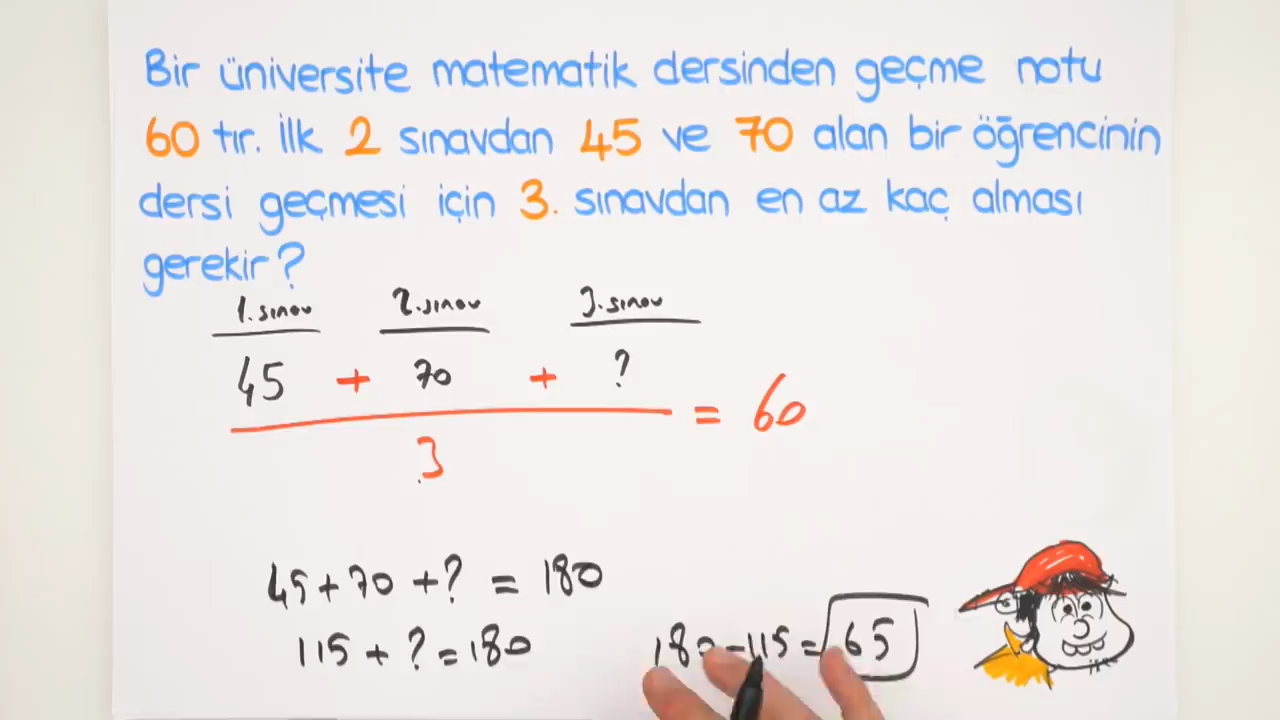 Bir üniversite matematik dersinden geçme notu
60 tır. İlk 2 sınavdan 45 ve 70 alan bir öğrencinin
dersi geçmesi için 3. sınavdan en az kaç alması
gerekir?
1. sınav 2. sınav 3. sınav
45 + 70 + ? = 60
3
45 + 70 + ? = 180
115 + ? = 180
180 - 115 = 65